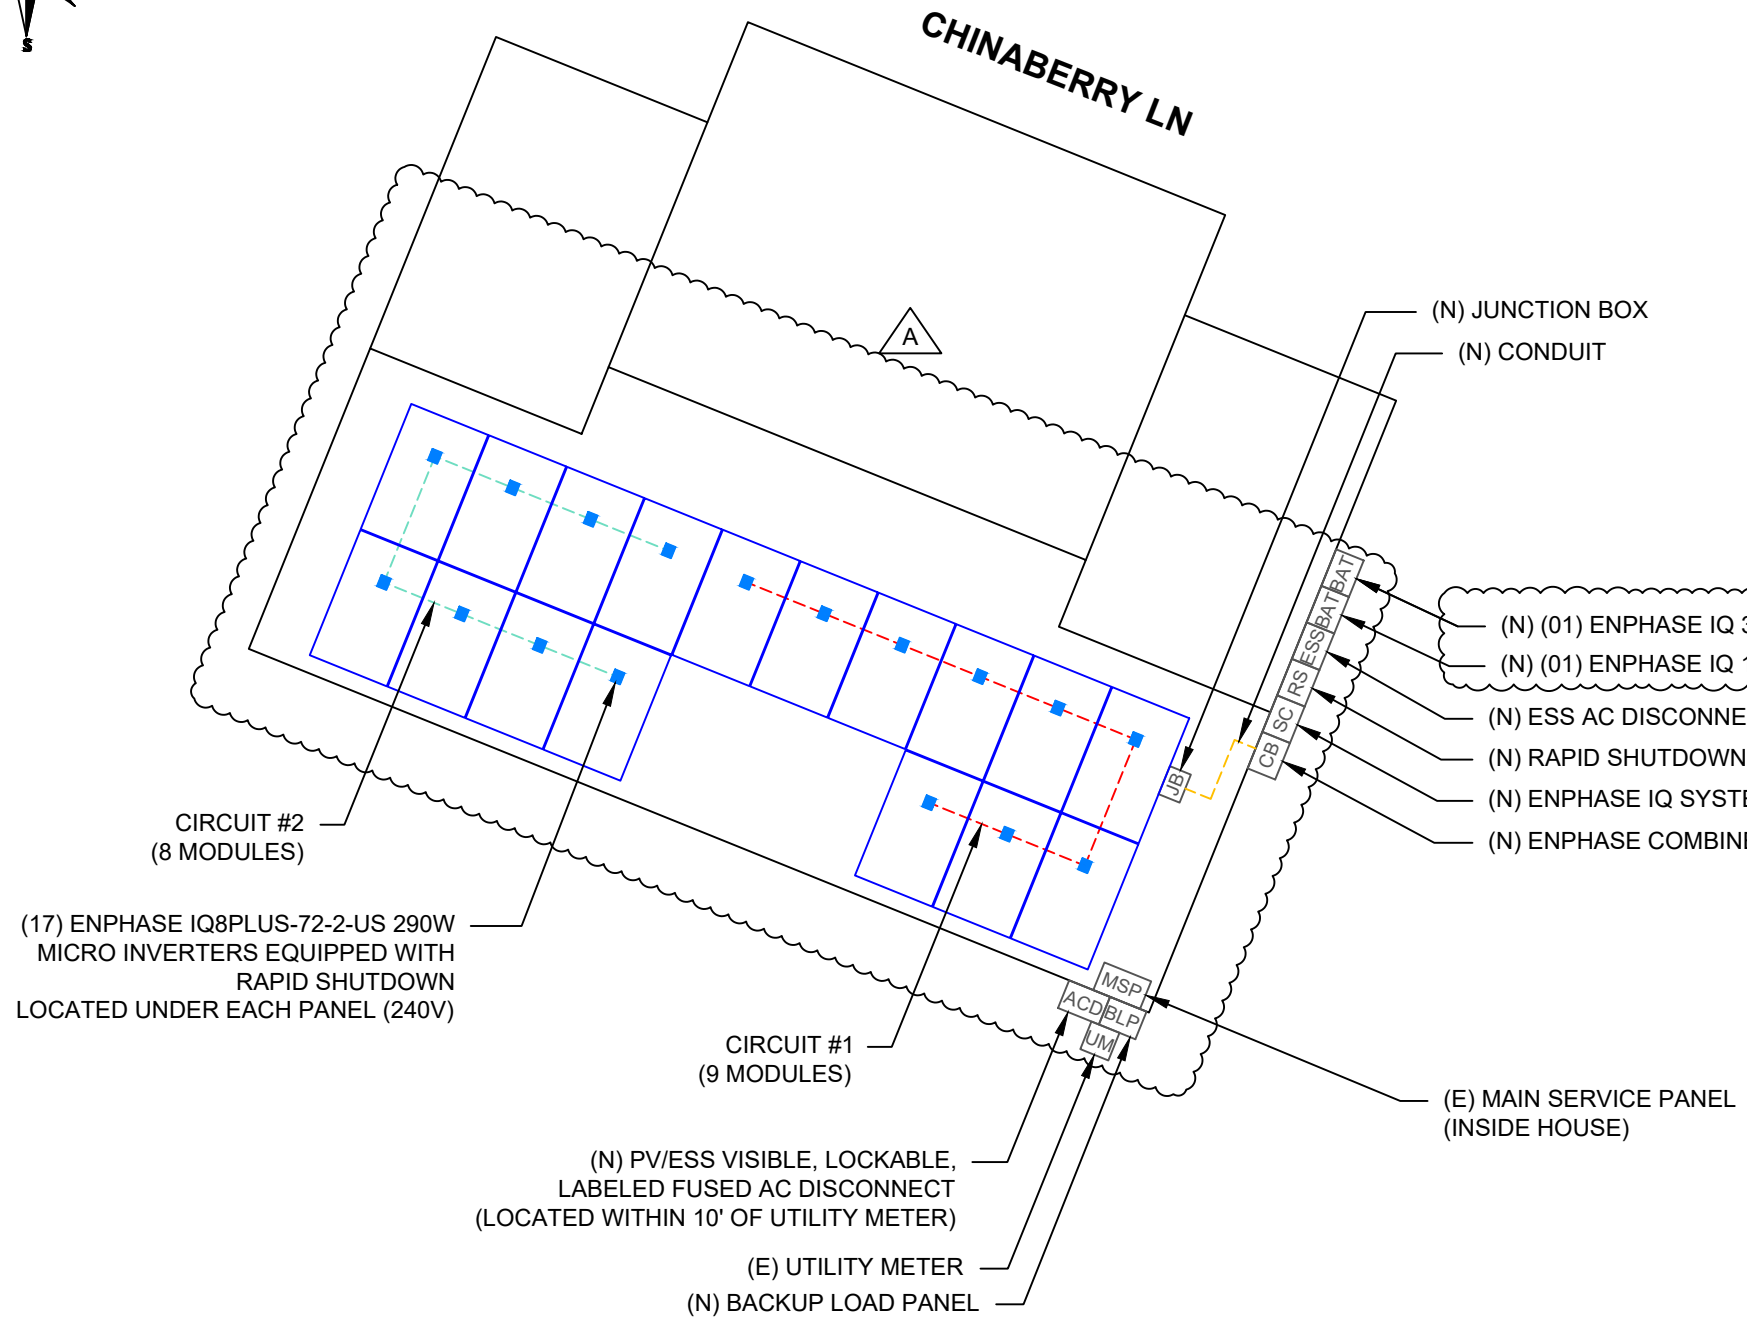 S
CHINABERRY LN
A
(N) JUNCTION BOX
(N) CONDUIT
BAT
BAT
ESS
RS
SC
CB
JB
(N) (01) ENPHASE IQ
(N) (01) ENPHASE IQ 1
(N) ESS AC DISCONNE
(N) RAPID SHUTDOWN
(N) ENPHASE IQ SYSTE
(N) ENPHASE COMBINE
CIRCUIT #2
(8 MODULES)
(17) ENPHASE IQ8PLUS-72-2-US 290W
MICRO INVERTERS EQUIPPED WITH
RAPID SHUTDOWN
LOCATED UNDER EACH PANEL (240V)
CIRCUIT #1
(9 MODULES)
MSP
ACD
BLP
UM
(E) MAIN SERVICE PANEL
(INSIDE HOUSE)
(N) PV/ESS VISIBLE, LOCKABLE,
LABELED FUSED AC DISCONNECT
(LOCATED WITHIN 10' OF UTILITY METER)
(E) UTILITY METER
(N) BACKUP LOAD PANEL